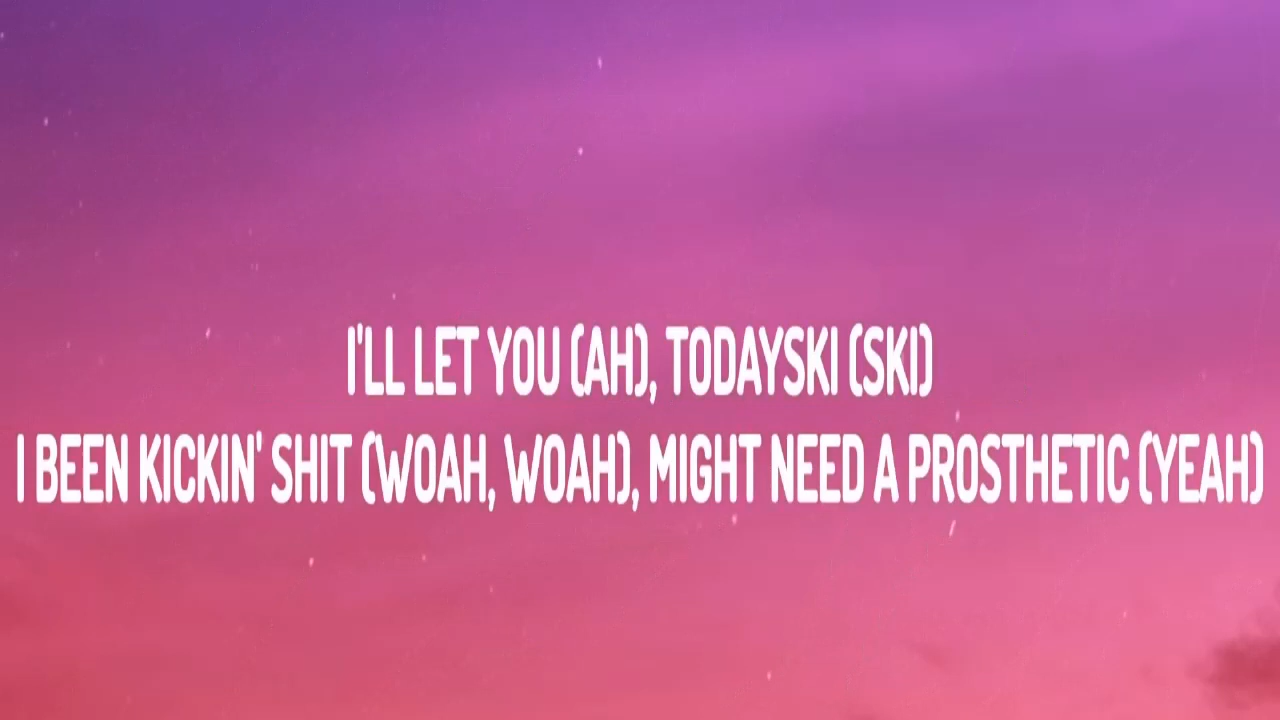 I'LL LET YOU (AH), TODAYSKI (SKI)
I BEEN KICKIN' SHIT (WOAH, WOAH), MIGHT NEED A PROSTHETIC (YEAH)